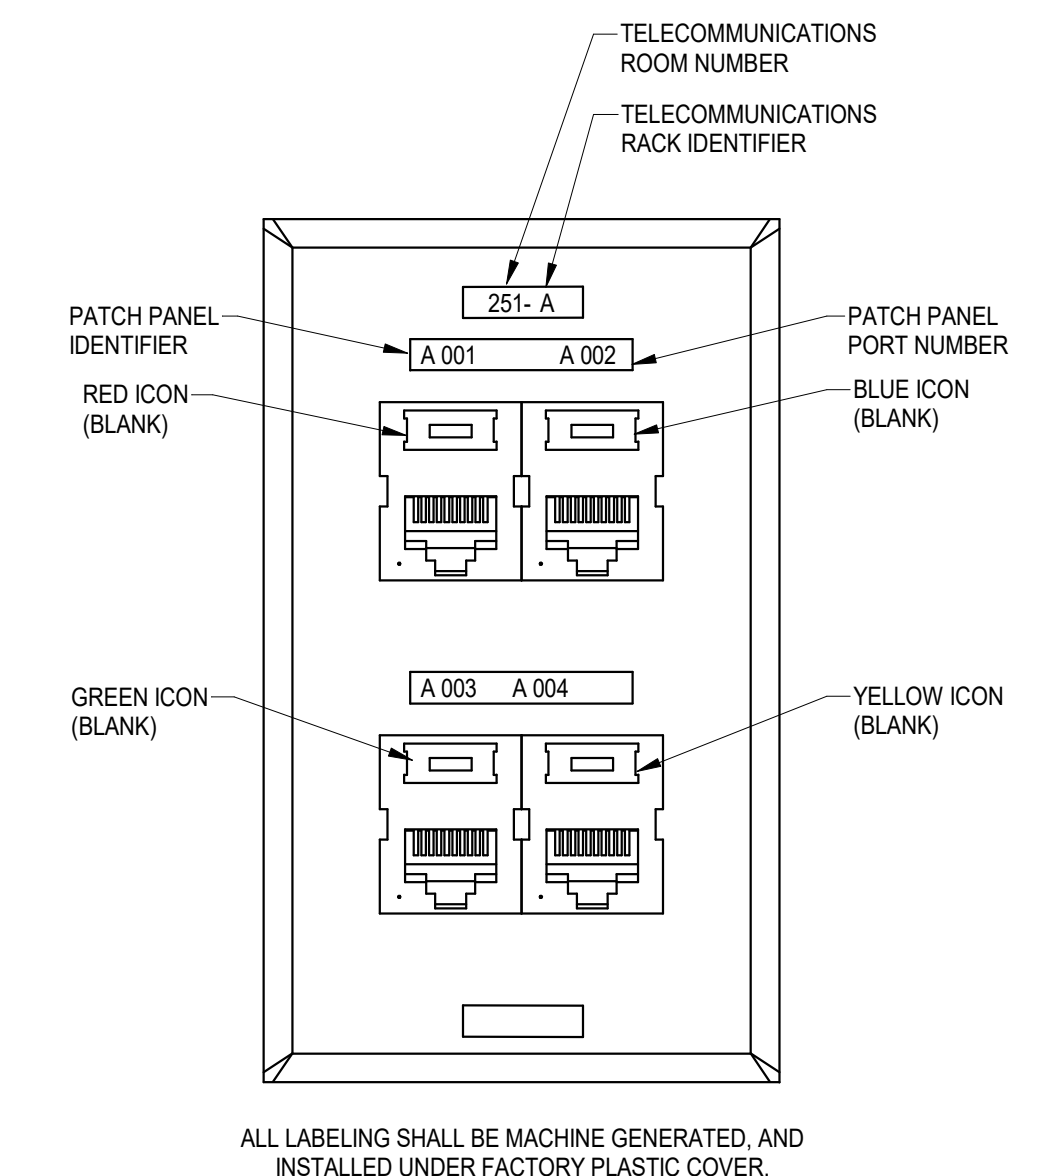 TELECOMMUNICATIONS
ROOM NUMBER
TELECOMMUNICATIONS
RACK IDENTIFIER
251- A
PATCH PANEL
IDENTIFIER
A 001 A 002
PATCH PANEL
PORT NUMBER
RED ICON
(BLANK)
BLUE ICON
(BLANK)
A 003 A 004
GREEN ICON
(BLANK)
YELLOW ICON
(BLANK)
ALL LABELING SHALL BE MACHINE GENERATED, AND
INSTALLED UNDER FACTORY PLASTIC COVER.